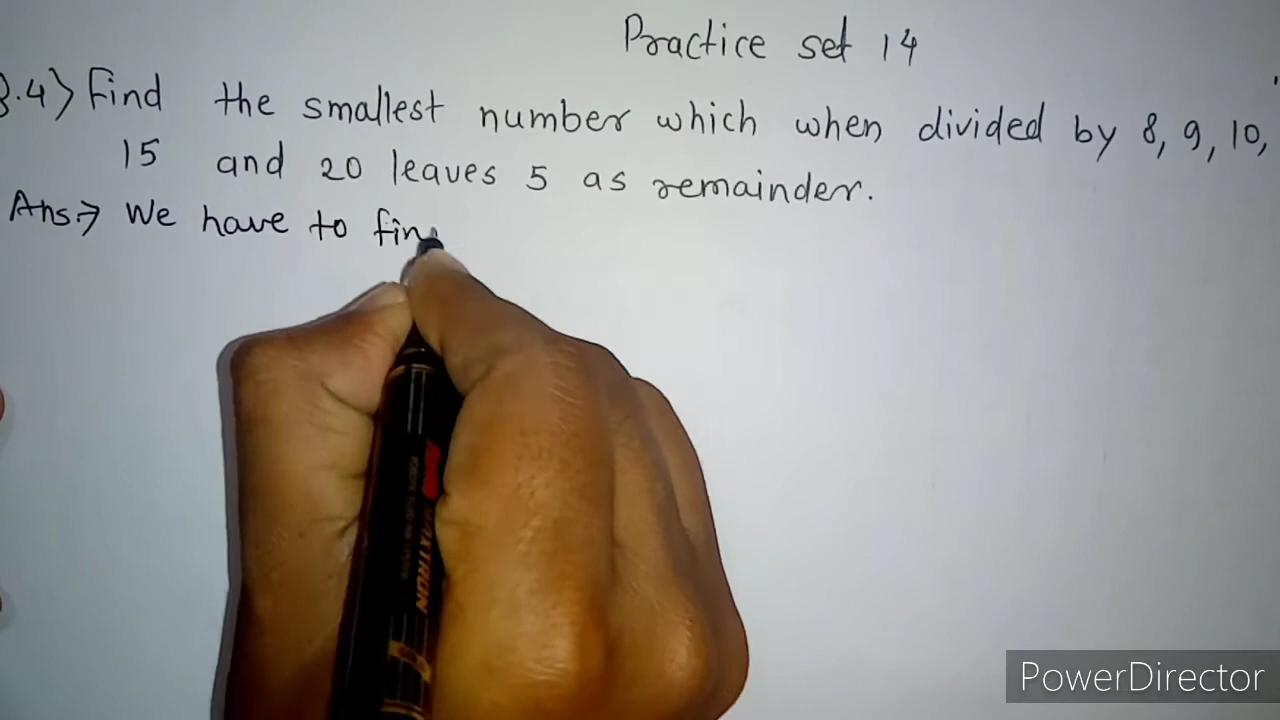 Practice set 14
Q.4) Find the smallest number which when divided by 8, 9, 10,
15 and 20 leaves 5 as remainder.
Ans.→ We have to fin
PowerDirector